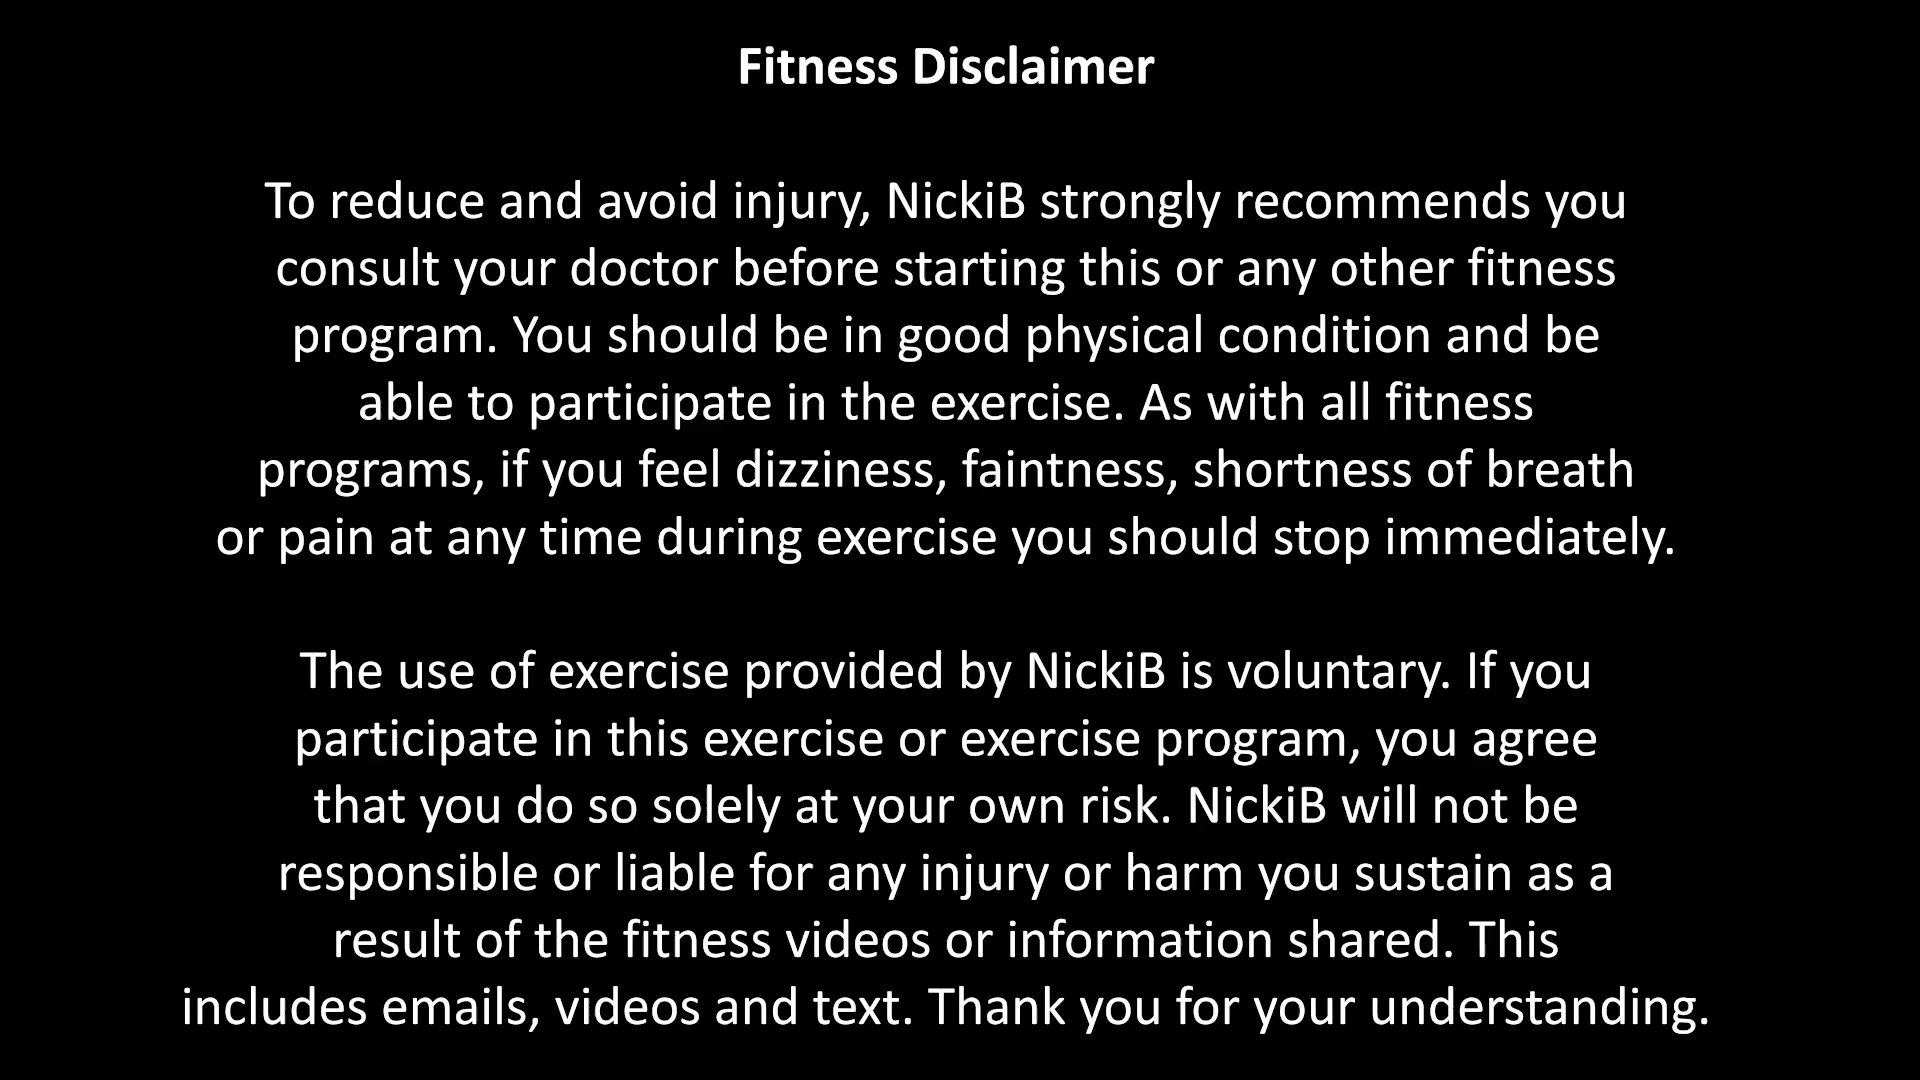 Fitness Disclaimer
To reduce and avoid injury, NickiB strongly recommends you
consult your doctor before starting this or any other fitness
program. You should be in good physical condition and be
able to participate in the exercise. As with all fitness
programs, if you feel dizziness, faintness, shortness of breath
or pain at any time during exercise you should stop immediately.
The use of exercise provided by NickiB is voluntary. If you
participate in this exercise or exercise program, you agree
that you do so solely at your own risk. NickiB will not be
responsible or liable for any injury or harm you sustain as a
result of the fitness videos or information shared. This
includes emails, videos and text. Thank you for your understanding.